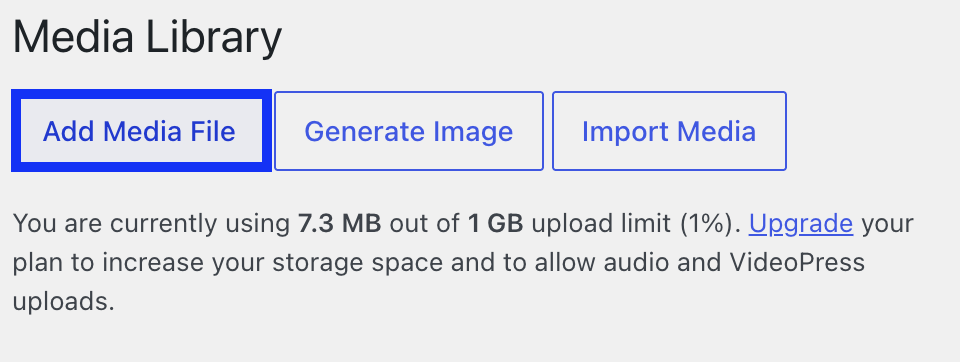 Media Library
Add Media File
Generate Image
Import Media
You are currently using 7.3 MB out of 1 GB upload limit (1%). Upgrade your
plan to increase your storage space and to allow audio and VideoPress
uploads.